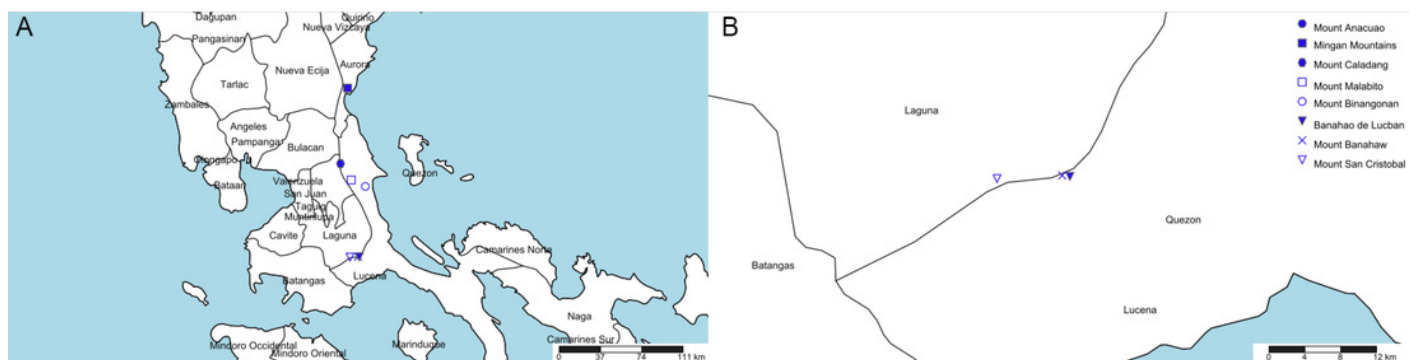 A
Dagupan
Quirino
Nueva Vizcaya
Pangasinan
Aurora
Nueva Ecija
Tarlac
Zambales
Angeles
Pampanga
Bulacan
Olongapo
Bataan
Valenzuela
San Juan
Taguig
Muntinlupa
Quezon
Cavite
Laguna
Camarines Norte
Batangas
Lucena
Naga
Camarines Sur
Marinduque
Mindoro Occidental
Mindoro Oriental
0 37 74 111 km
B
Mount Anacuao
Mingan Mountains
Mount Caladang
Mount Malabito
Mount Binangonan
Banahao de Lucban
Mount Banahaw
Mount San Cristobal
Laguna
Quezon
Batangas
Lucena
0 4 8 12 km